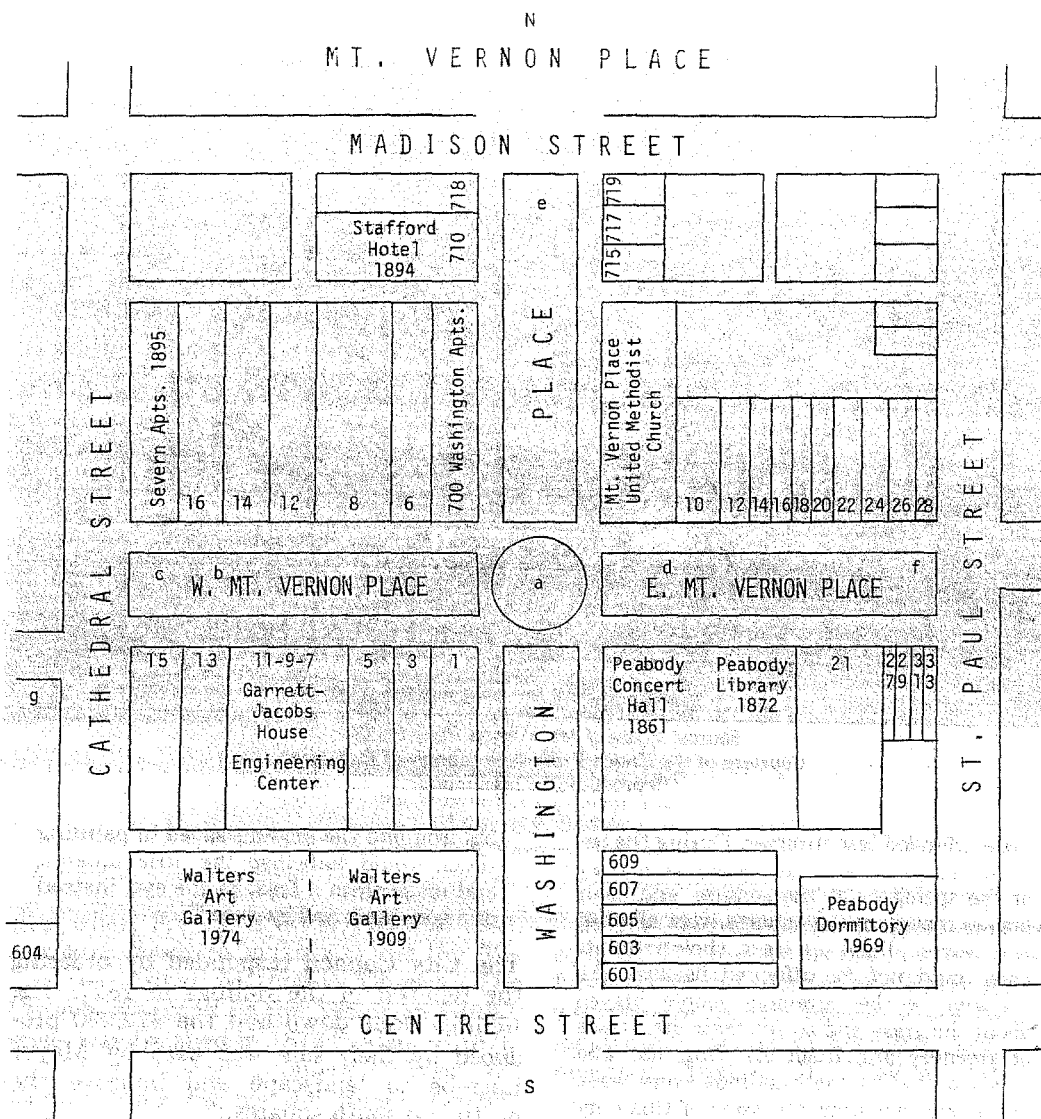 N
MT. VERNON PLACE
MADISON STREET
718
Stafford
Hotel
1894
710
e
719
717
715
CATHEDRAL STREET
Severn Apts. 1895
16
14
12
8
6
700 Washington Apts.
WASHINGTON PLACE
Mt. Vernon Place
United Methodist
Church
10
12
14
16
18
20
22
24
26
28
ST. PAUL STREET
c
b
W. MT. VERNON PLACE
a
d
E. MT. VERNON PLACE
f
g
15
13
11-9-7
Garrett-
Jacobs
House
Engineering
Center
5
3
1
Peabody
Concert
Hall
1861
Peabody
Library
1872
21
27
29
31
33
604
Walters
Art
Gallery
1974
Walters
Art
Gallery
1909
609
607
605
603
601
Peabody
Dormitory
1969
CENTRE STREET
S